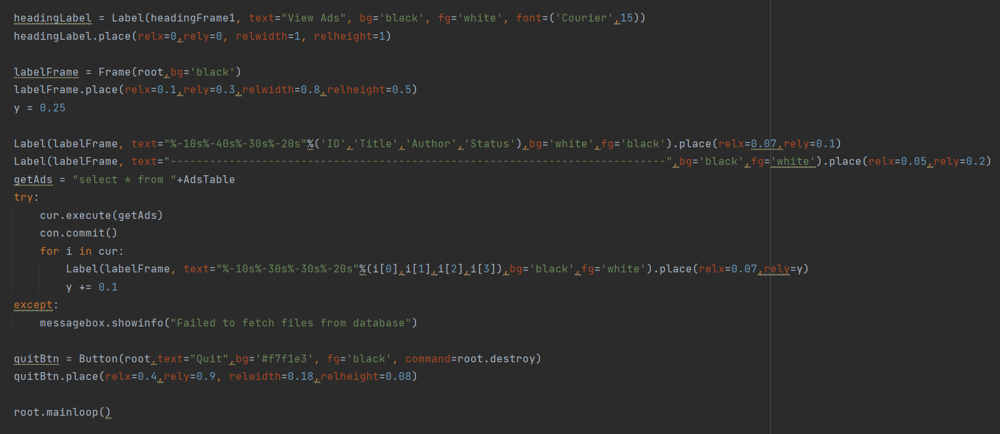 headingLabel = Label(headingFrame1, text="View Ads", bg='black', fg='white', font=('Courier',15))
headingLabel.place(relx=0,rely=0, relwidth=1, relheight=1)
labelFrame = Frame(root,bg='black')
labelFrame.place(relx=0.1,rely=0.3,relwidth=0.8,relheight=0.5)
y = 0.25
Label(labelFrame, text="%-10s%-40s%-30s%-20s"%('ID','Title','Author','Status'),bg='white',fg='black').place(relx=0.07,rely=0.1)
Label(labelFrame, text="----------------------------------------------------------------------------",bg='black',fg='white').place(relx=0.05,rely=0.2)
getAds = "select * from "+AdsTable
try:
    cur.execute(getAds)
    con.commit()
    for i in cur:
        Label(labelFrame, text="%-10s%-30s%-30s%-20s"%(i[0],i[1],i[2],i[3]),bg='black',fg='white').place(relx=0.07,rely=y)
        y += 0.1
except:
    messagebox.showinfo("Failed to fetch files from database")
quitBtn = Button(root,text="Quit",bg='#f7f1e3', fg='black', command=root.destroy)
quitBtn.place(relx=0.4,rely=0.9, relwidth=0.18,relheight=0.08)
root.mainloop()